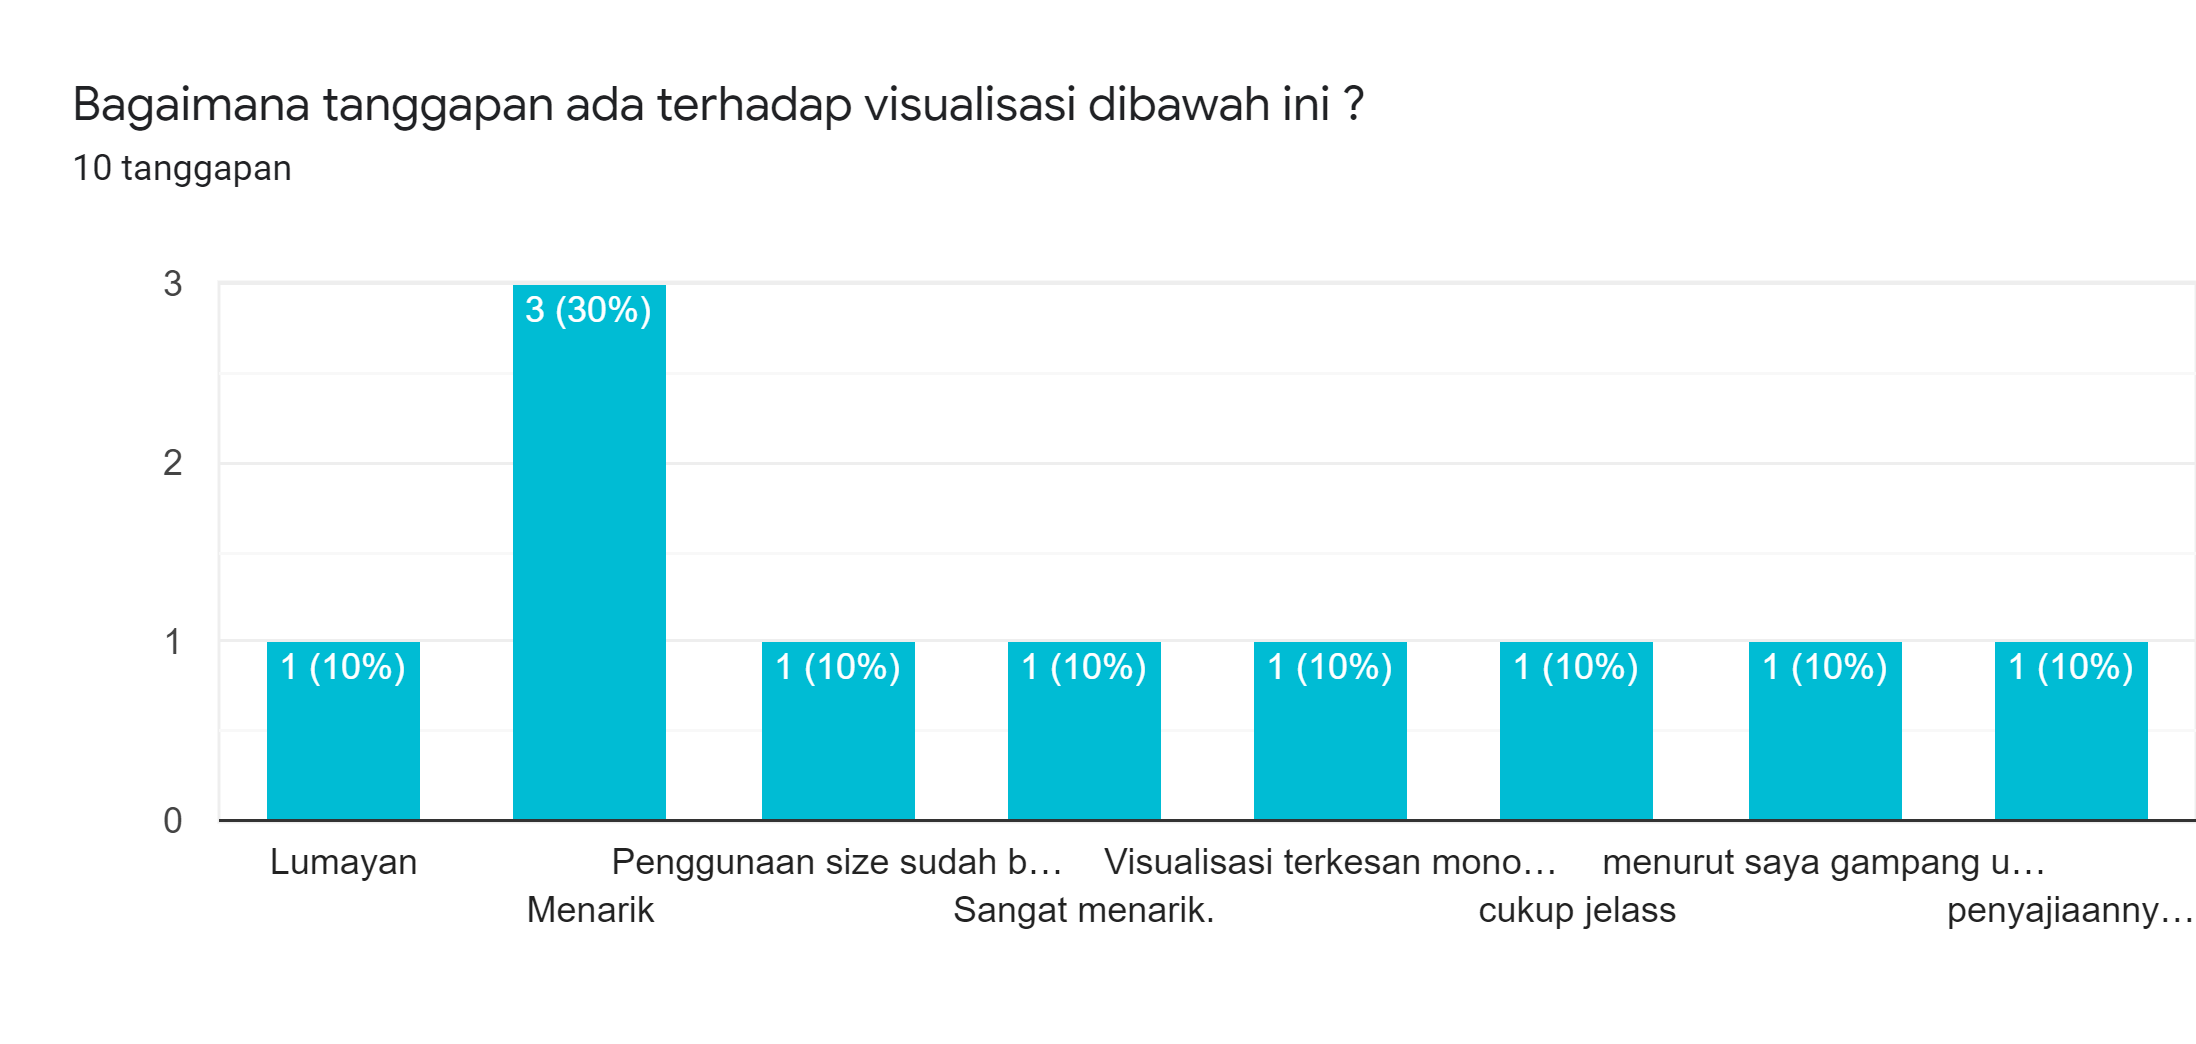 Bagaimana tanggapan ada terhadap visualisasi dibawah ini ?
10 tanggapan
3
2
1
0
1 (10%)
3 (30%)
1 (10%)
1 (10%)
1 (10%)
1 (10%)
1 (10%)
1 (10%)
Lumayan
Menarik
Penggunaan size sudah b…
Sangat menarik.
Visualisasi terkesan mono…
cukup jelass
menurut saya gampang u…
penyajiaanny…